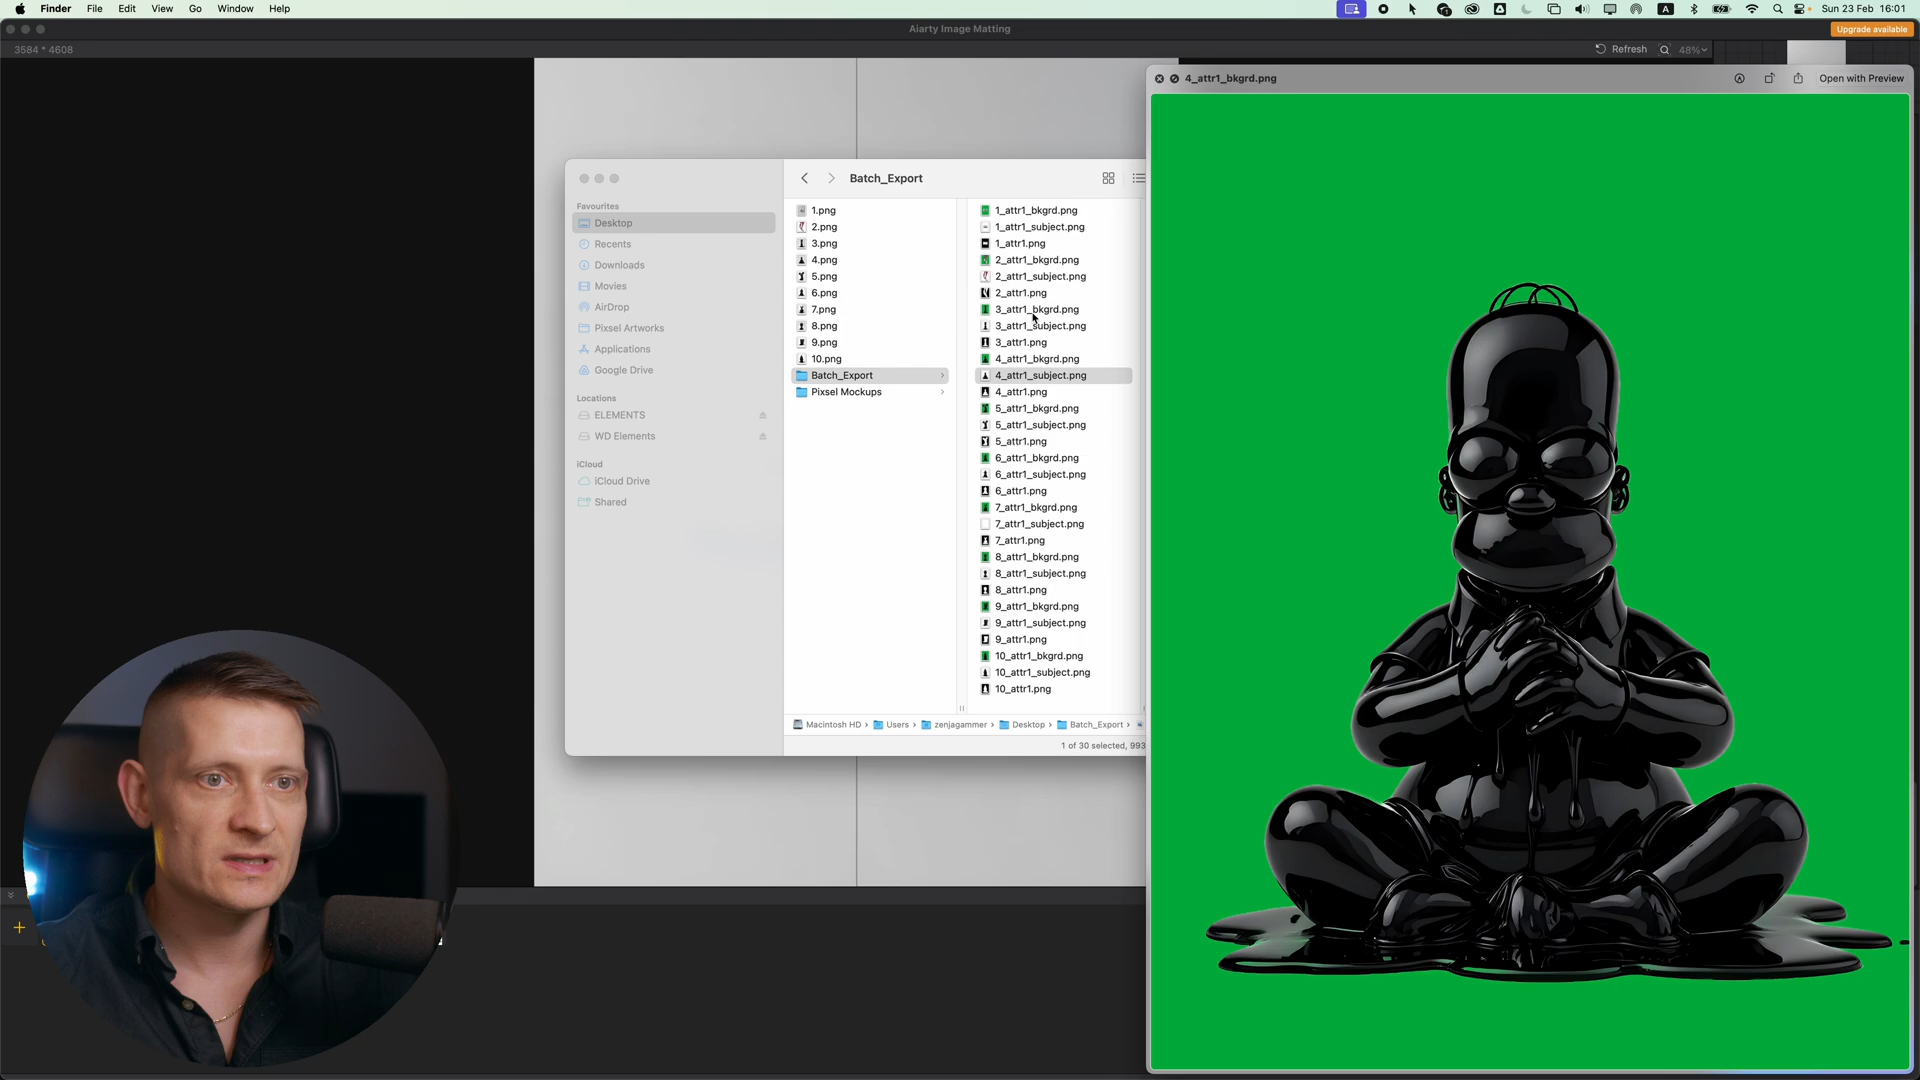 Finder File Edit View Go Window Help
Sun 23 Feb 16:01
Aiarty Image Matting
Upgrade available
3584 * 4608
Refresh
48%
4_attr1_bkgrd.png
Open with Preview
Batch_Export
Favourites
Desktop
Recents
Downloads
Movies
AirDrop
Pixsel Artworks
Applications
Google Drive
Locations
ELEMENTS
WD Elements
iCloud
iCloud Drive
Shared
1.png
2.png
3.png
4.png
5.png
6.png
7.png
8.png
9.png
10.png
Batch_Export
Pixsel Mockups
1_attr1_bkgrd.png
1_attr1_subject.png
1_attr1.png
2_attr1_bkgrd.png
2_attr1_subject.png
2_attr1.png
3_attr1_bkgrd.png
3_attr1_subject.png
3_attr1.png
4_attr1_bkgrd.png
4_attr1_subject.png
4_attr1.png
5_attr1_bkgrd.png
5_attr1_subject.png
5_attr1.png
6_attr1_bkgrd.png
6_attr1_subject.png
6_attr1.png
7_attr1_bkgrd.png
7_attr1_subject.png
7_attr1.png
8_attr1_bkgrd.png
8_attr1_subject.png
8_attr1.png
9_attr1_bkgrd.png
9_attr1_subject.png
9_attr1.png
10_attr1_bkgrd.png
10_attr1_subject.png
10_attr1.png
Macintosh HD › Users › zenjagammer › Desktop › Batch_Export ›
1 of 30 selected, 993